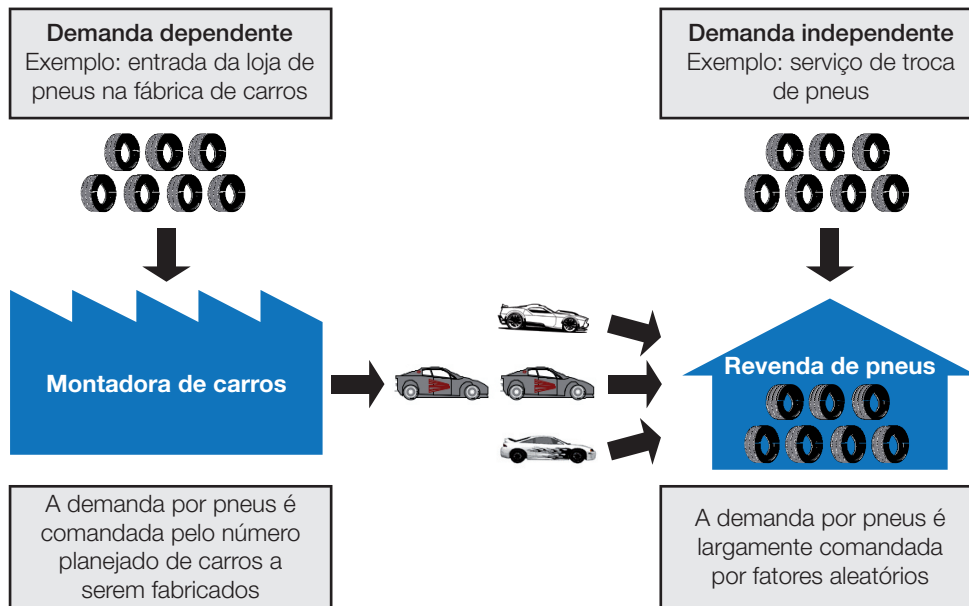 Demanda dependente
Exemplo: entrada da loja de
pneus na fábrica de carros
Demanda independente
Exemplo: serviço de troca
de pneus
Montadora de carros
Revenda de pneus
A demanda por pneus é
comandada pelo número
planejado de carros a
serem fabricados
A demanda por pneus é
largamente comandada
por fatores aleatórios